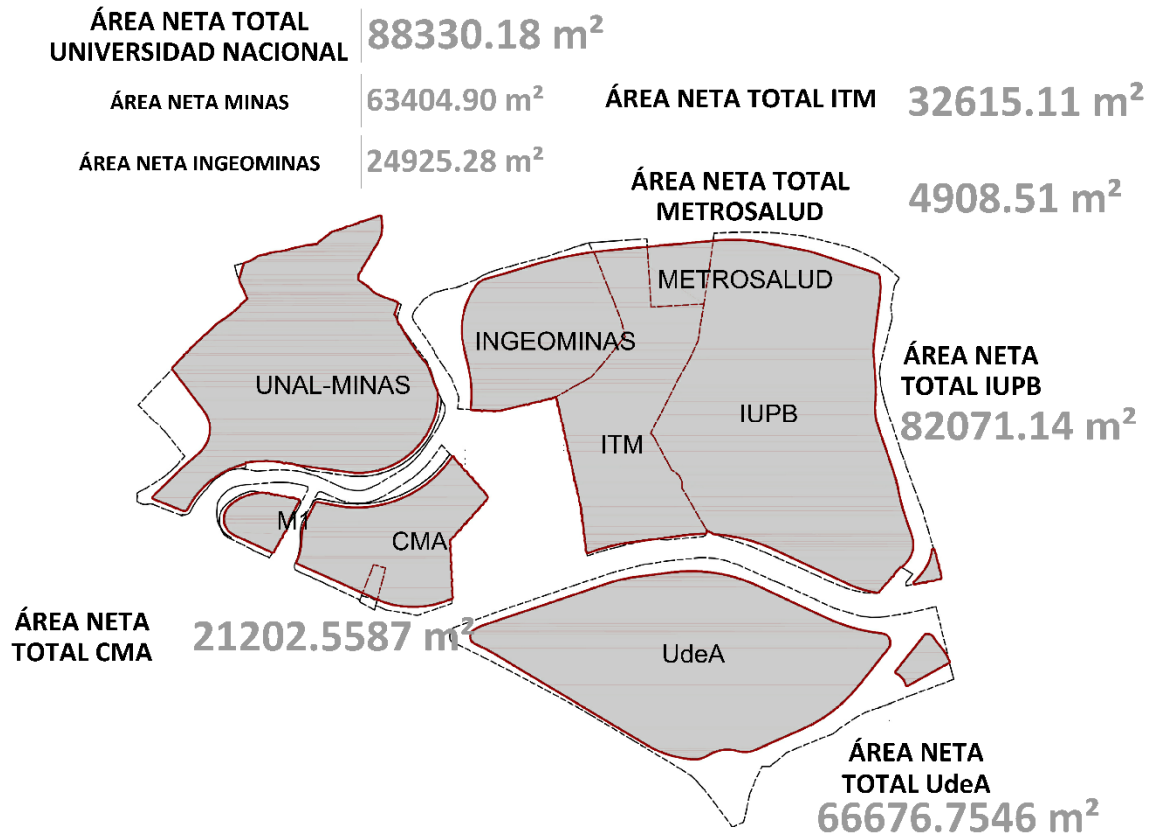 ÁREA NETA TOTAL
UNIVERSIDAD NACIONAL
88330.18 m²
ÁREA NETA MINAS
63404.90 m²
ÁREA NETA INGEOMINAS
24925.28 m²
ÁREA NETA TOTAL ITM
32615.11 m²
ÁREA NETA TOTAL
METROSALUD
4908.51 m²
METROSALUD
INGEOMINAS
UNAL-MINAS
IUPB
ITM
ÁREA NETA
TOTAL IUPB
82071.14 m²
M1
CMA
ÁREA NETA
TOTAL CMA
21202.5587 m²
UdeA
ÁREA NETA
TOTAL UdeA
66676.7546 m²